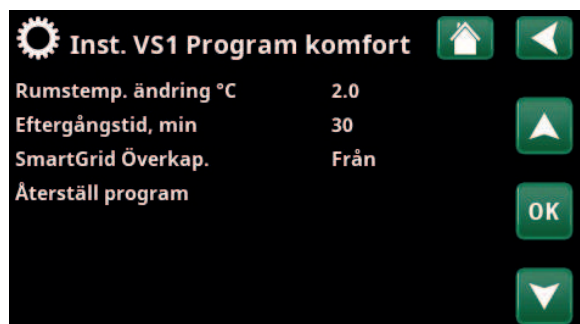 Inst. VS1 Program komfort
Rumstemp. ändring °C 2.0
Eftergångstid, min 30
SmartGrid Överkap. Från
Återställ program
OK